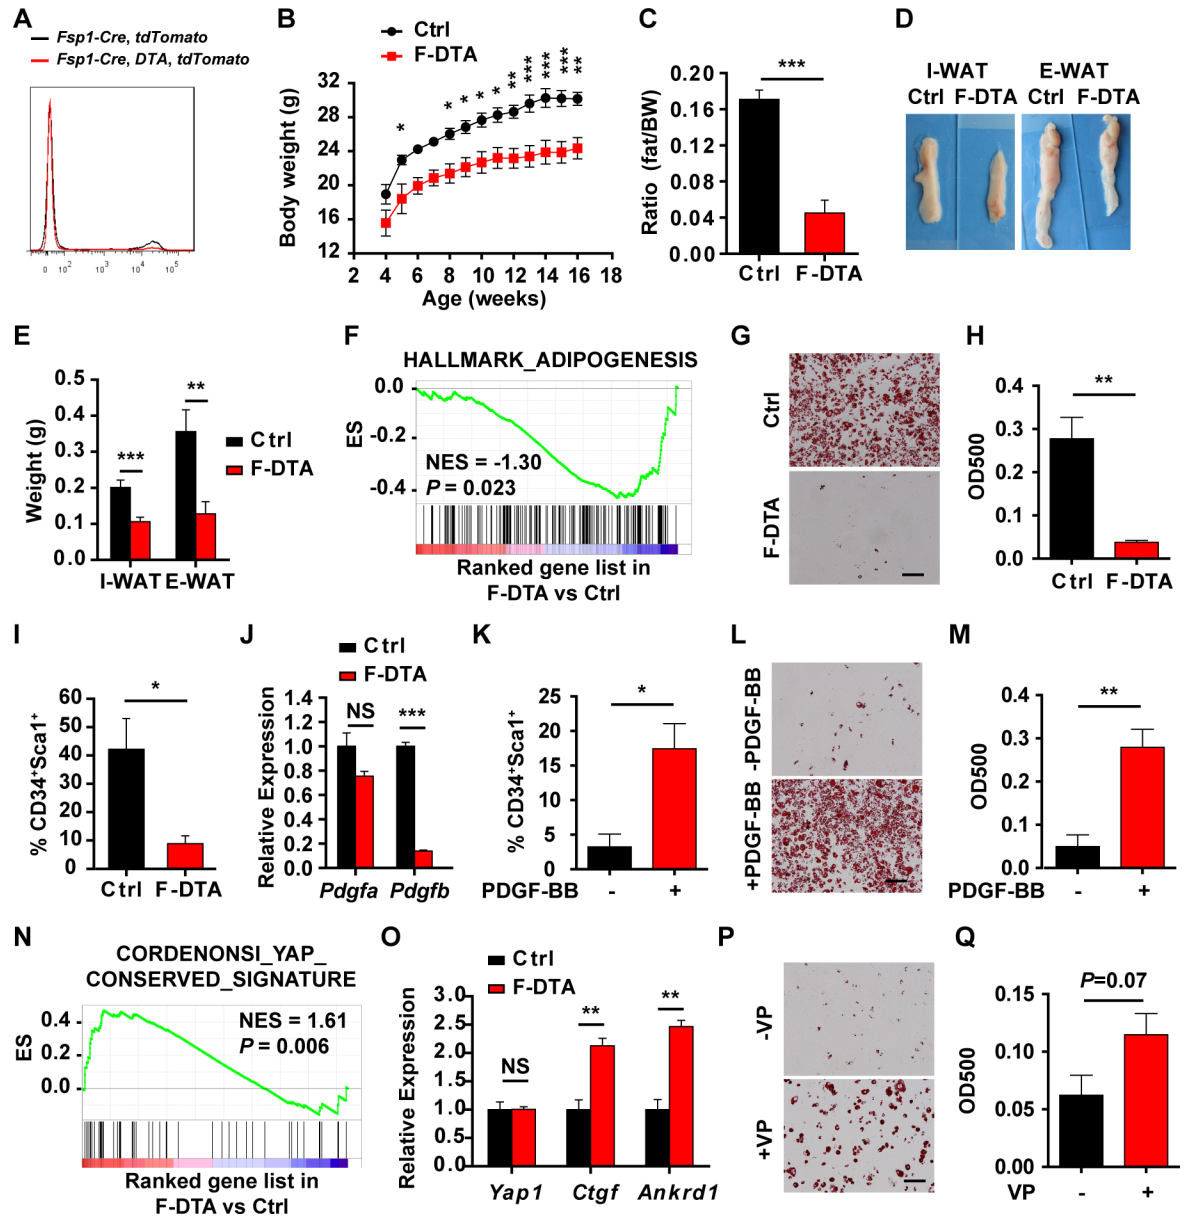 A
Fsp1-Cre, tdTomato
Fsp1-Cre, DTA, tdTomato
0 10² 10³ 10⁴ 10⁵
B
Ctrl
F-DTA
* * * * * ** *** *** *** **
Body weight (g)
32
28
24
20
16
12
4 6 8 10 12 14 16 18
Age (weeks)
C
***
Ratio (fat/BW)
0.20
0.16
0.12
0.08
0.04
0.00
Ctrl F-DTA
D
I-WAT E-WAT
Ctrl F-DTA Ctrl F-DTA
E
Weight (g)
0.5
0.4
0.3
0.2
0.1
0.0
*** **
Ctrl
F-DTA
I-WAT E-WAT
F
HALLMARK_ADIPOGENESIS
ES
0.0
-0.2
-0.4
NES = -1.30
P = 0.023
Ranked gene list in
F-DTA vs Ctrl
G
Ctrl
F-DTA
H
**
OD500
0.4
0.3
0.2
0.1
0.0
Ctrl F-DTA
I
*
% CD34⁺Sca1⁺
60
50
40
30
20
10
0
Ctrl F-DTA
J
Ctrl
F-DTA
Relative Expression
1.4
1.2
1.0
0.8
0.6
0.4
0.2
0.0
NS ***
Pdgfa Pdgfb
K
*
% CD34⁺Sca1⁺
25
20
15
10
5
0
PDGF-BB - +
L
-PDGF-BB
+PDGF-BB
M
**
OD500
0.4
0.3
0.2
0.1
0.0
PDGF-BB - +
N
CORDENONSI_YAP_
CONSERVED_SIGNATURE
ES
0.4
0.2
0.0
NES = 1.61
P = 0.006
Ranked gene list in
F-DTA vs Ctrl
O
Ctrl
F-DTA
Relative Expression
3.0
2.5
2.0
1.5
1.0
0.5
0.0
NS ** **
Yap1 Ctgf Ankrd1
P
-VP
+VP
Q
P=0.07
OD500
0.15
0.10
0.05
0.00
VP - +